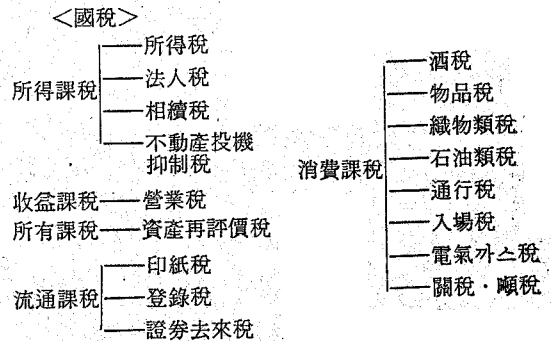 <國稅>
所得課稅
所得稅
法人稅
相續稅
不動產投機
抑制稅
收益課稅
營業稅
所有課稅
資產再評價稅
流通課稅
印紙稅
登錄稅
證券去來稅
消費課稅
酒稅
物品稅
織物類稅
石油類稅
通行稅
入場稅
電氣까스稅
關稅·噸稅